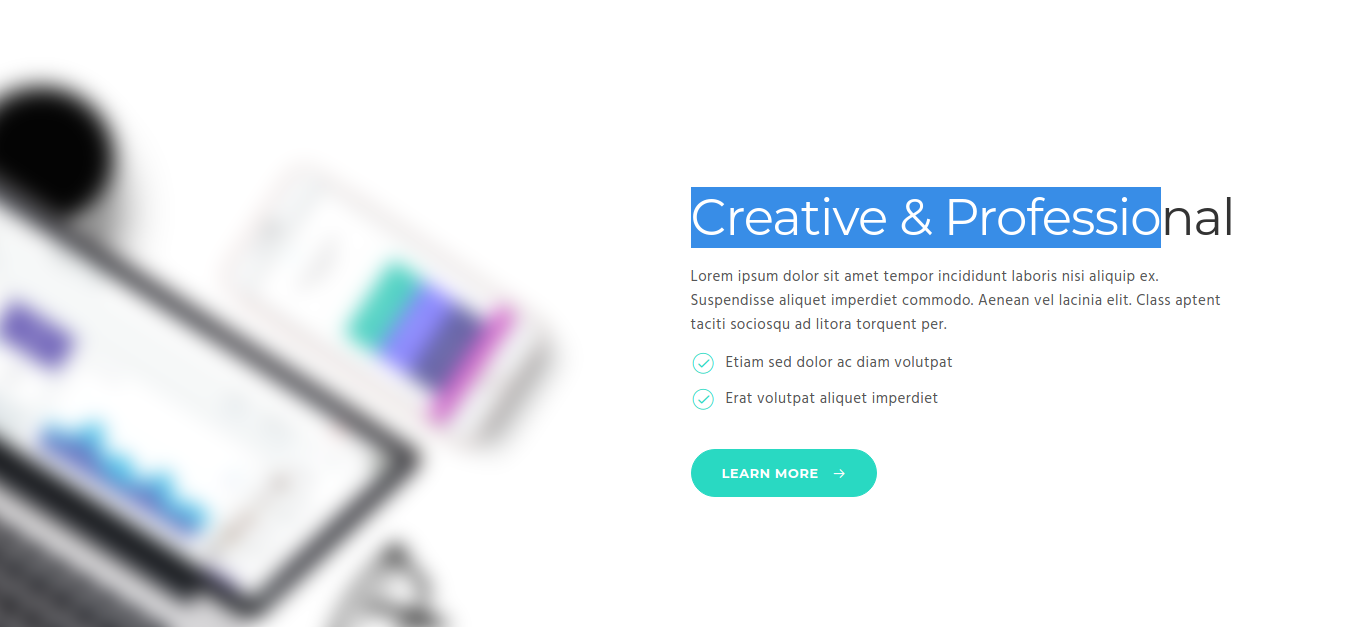 Creative & Professional
Lorem ipsum dolor sit amet tempor incididunt laboris nisi aliquip ex.
Suspendisse aliquet imperdiet commodo. Aenean vel lacinia elit. Class aptent
taciti sociosqu ad litora torquent per.
Etiam sed dolor ac diam volutpat
Erat volutpat aliquet imperdiet
LEARN MORE